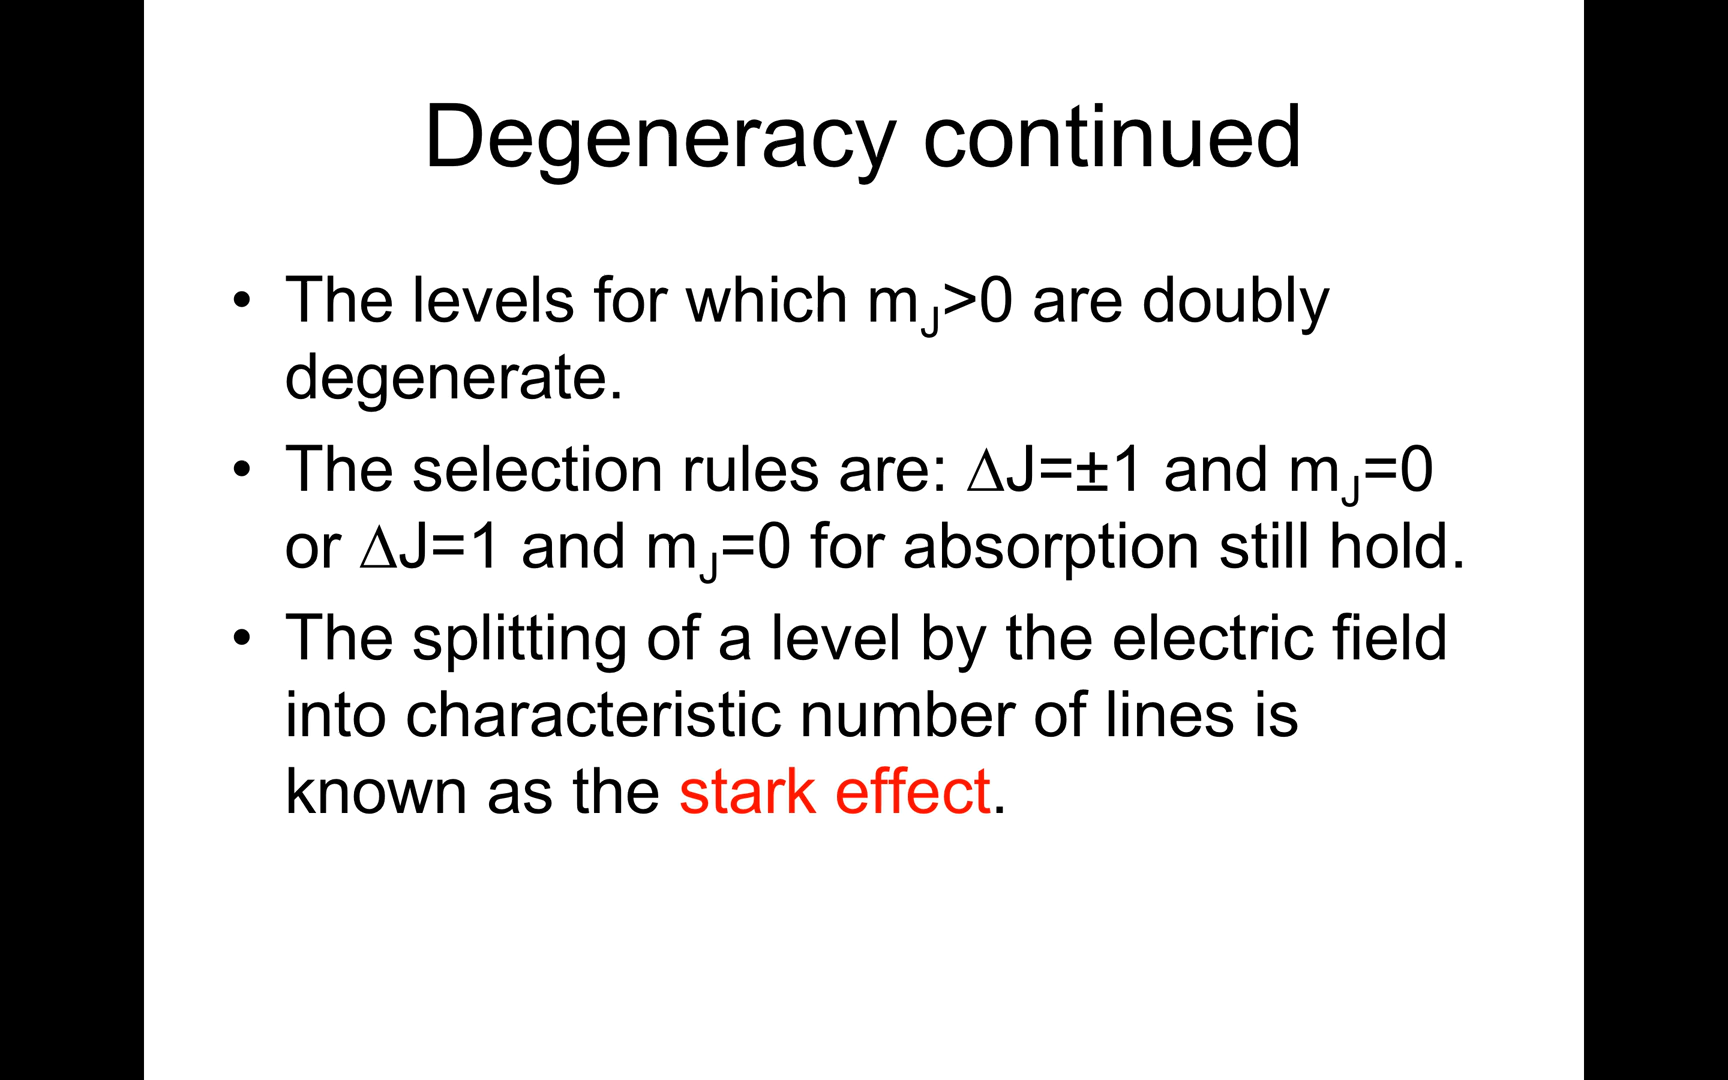 Degeneracy continued
• The levels for which mJ>0 are doubly
degenerate.
• The selection rules are: ΔJ=±1 and mJ=0
or ΔJ=1 and mJ=0 for absorption still hold.
• The splitting of a level by the electric field
into characteristic number of lines is
known as the stark effect.